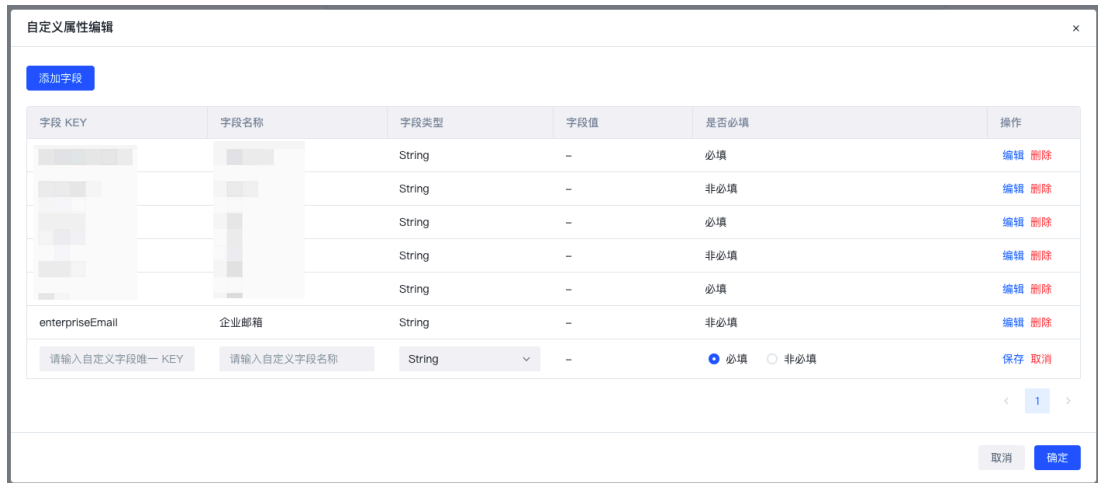 自定义属性编辑 ×
添加字段
字段 KEY 字段名称 字段类型 字段值 是否必填 操作
String – 必填 编辑 删除
String – 非必填 编辑 删除
String – 必填 编辑 删除
String – 非必填 编辑 删除
String – 必填 编辑 删除
enterpriseEmail 企业邮箱 String – 非必填 编辑 删除
请输入自定义字段唯一 KEY 请输入自定义字段名称 String – 必填 非必填 保存 取消
< 1 >
取消 确定